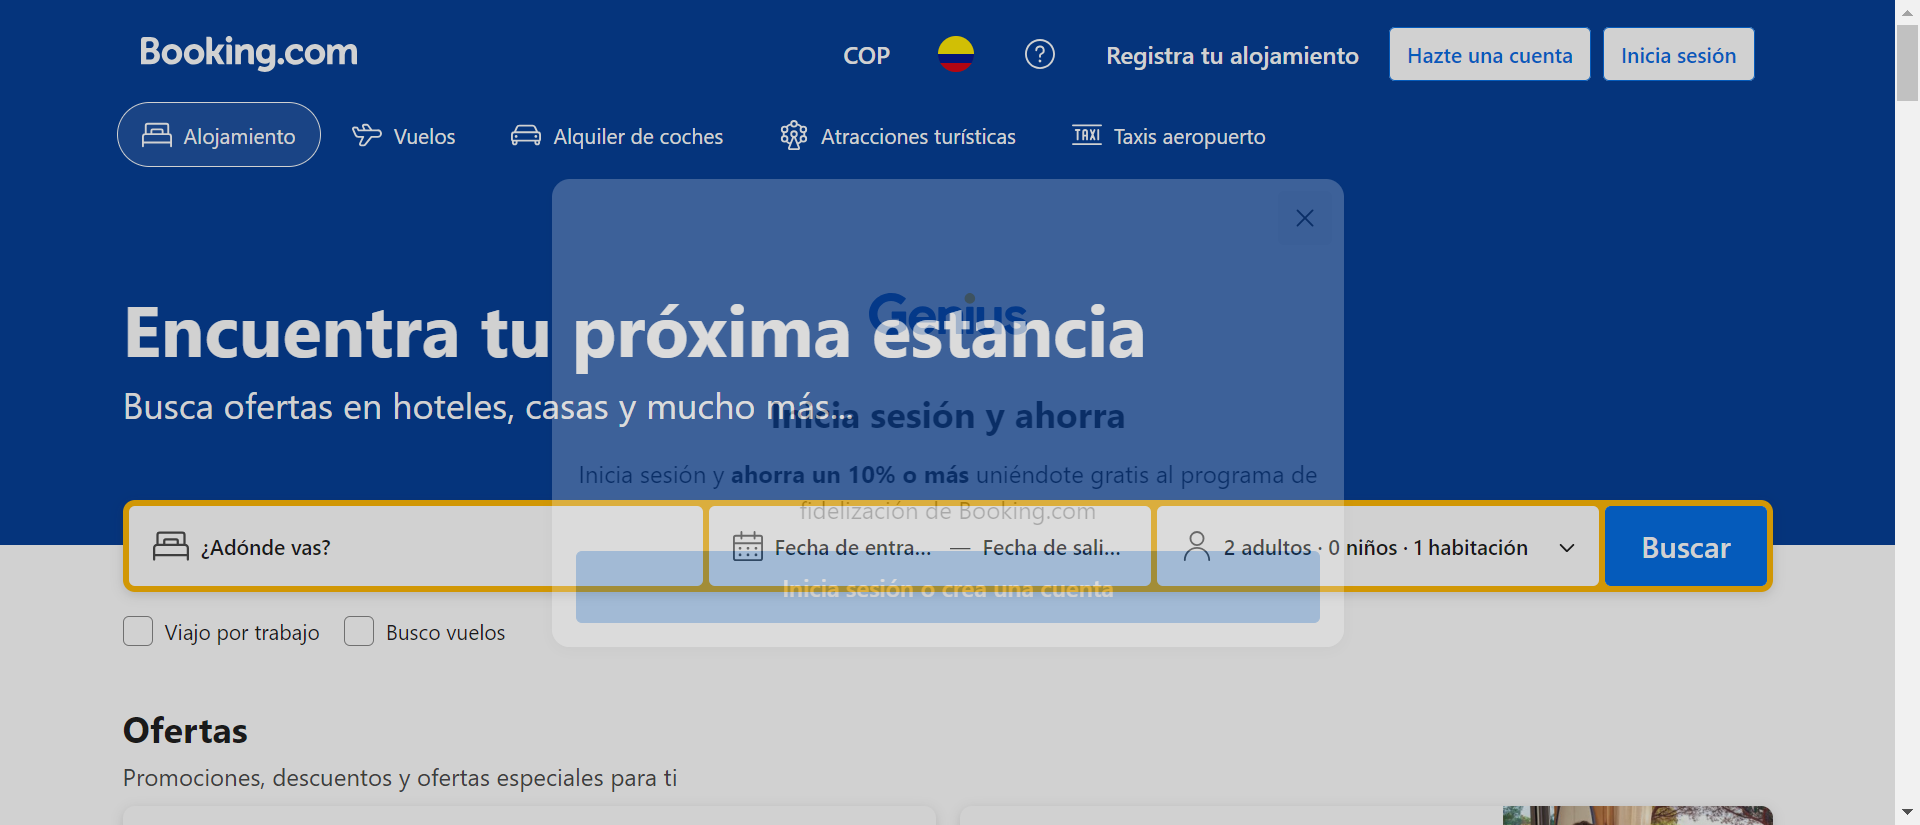 Booking.com
COP
Registra tu alojamiento
Hazte una cuenta
Inicia sesión
Alojamiento
Vuelos
Alquiler de coches
Atracciones turísticas
TAXI
Taxis aeropuerto
Genius
Encuentra tu próxima estancia
Busca ofertas en hoteles, casas y mucho más...
Inicia sesión y ahorra
Inicia sesión y ahorra un 10% o más uniéndote gratis al programa de
fidelización de Booking.com
¿Adónde vas?
Fecha de entra... — Fecha de sali...
2 adultos · 0 niños · 1 habitación
Buscar
Inicia sesión o crea una cuenta
Viajo por trabajo
Busco vuelos
Ofertas
Promociones, descuentos y ofertas especiales para ti